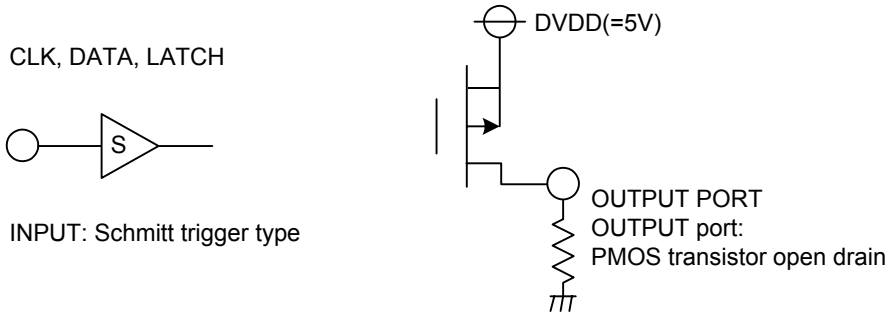 DVDD(=5V)
CLK, DATA, LATCH
S
INPUT: Schmitt trigger type
OUTPUT PORT
OUTPUT port:
PMOS transistor open drain